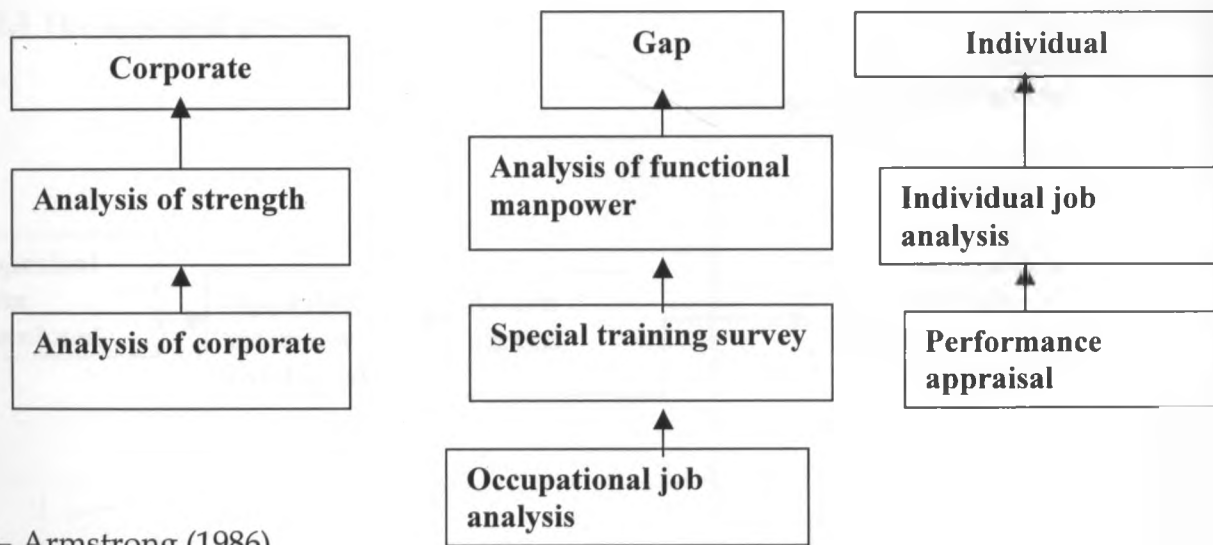 Corporate
Gap
Individual
Analysis of strength
Analysis of functional
manpower
Individual job
analysis
Analysis of corporate
Special training survey
Performance
appraisal
Occupational job
analysis
– Armstrong (1986)